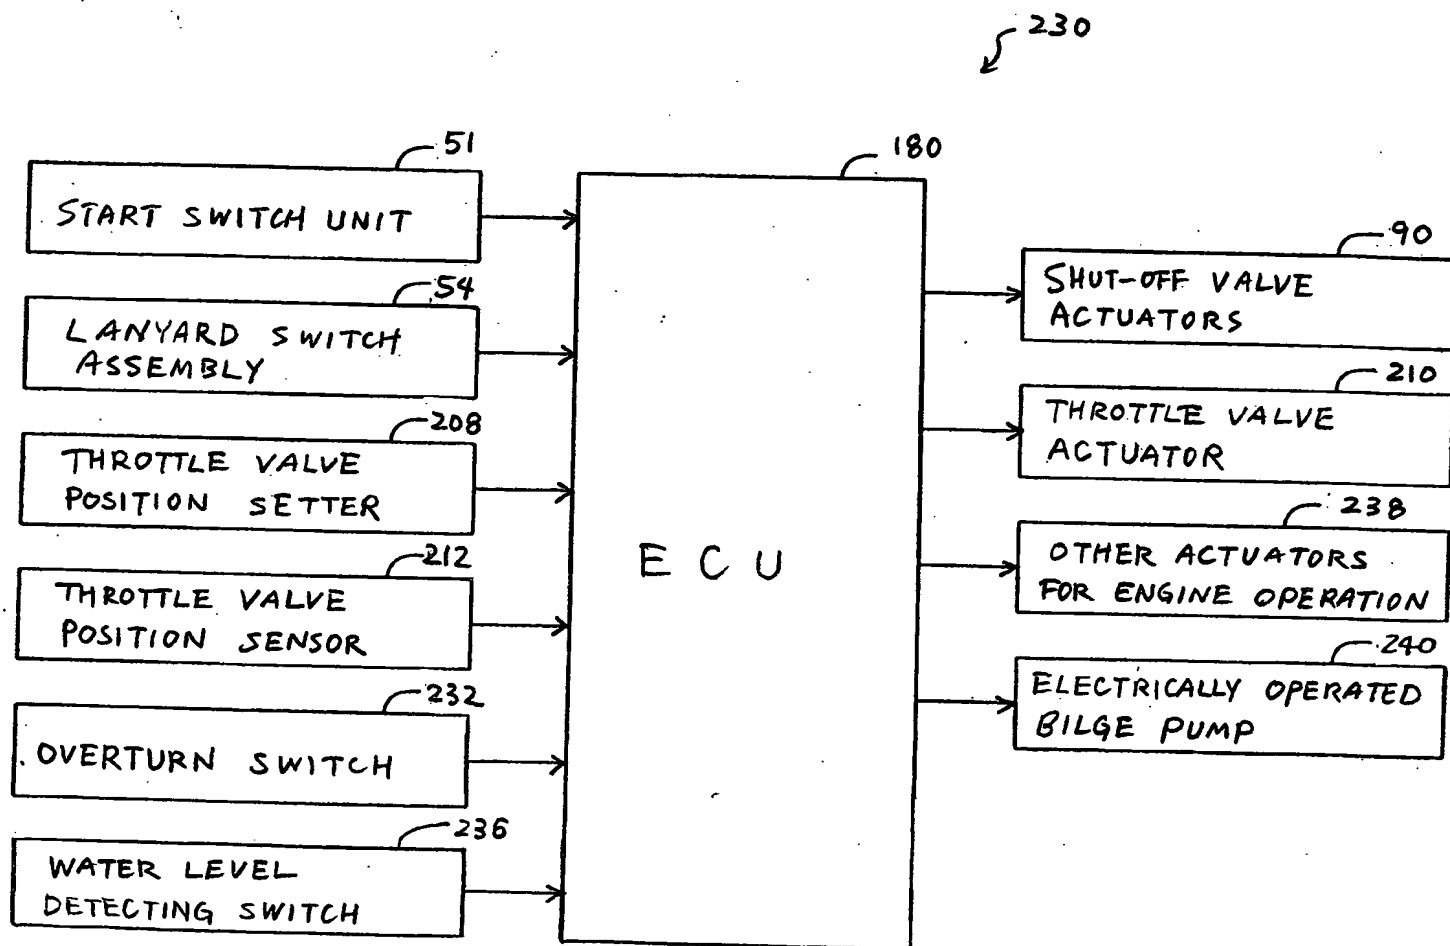 230
51
START SWITCH UNIT
54
LANYARD SWITCH
ASSEMBLY
208
THROTTLE VALVE
POSITION SETTER
212
THROTTLE VALVE
POSITION SENSOR
232
OVERTURN SWITCH
236
WATER LEVEL
DETECTING SWITCH
180
ECU
90
SHUT-OFF VALVE
ACTUATORS
210
THROTTLE VALVE
ACTUATOR
238
OTHER ACTUATORS
FOR ENGINE OPERATION
240
ELECTRICALLY OPERATED
BILGE PUMP